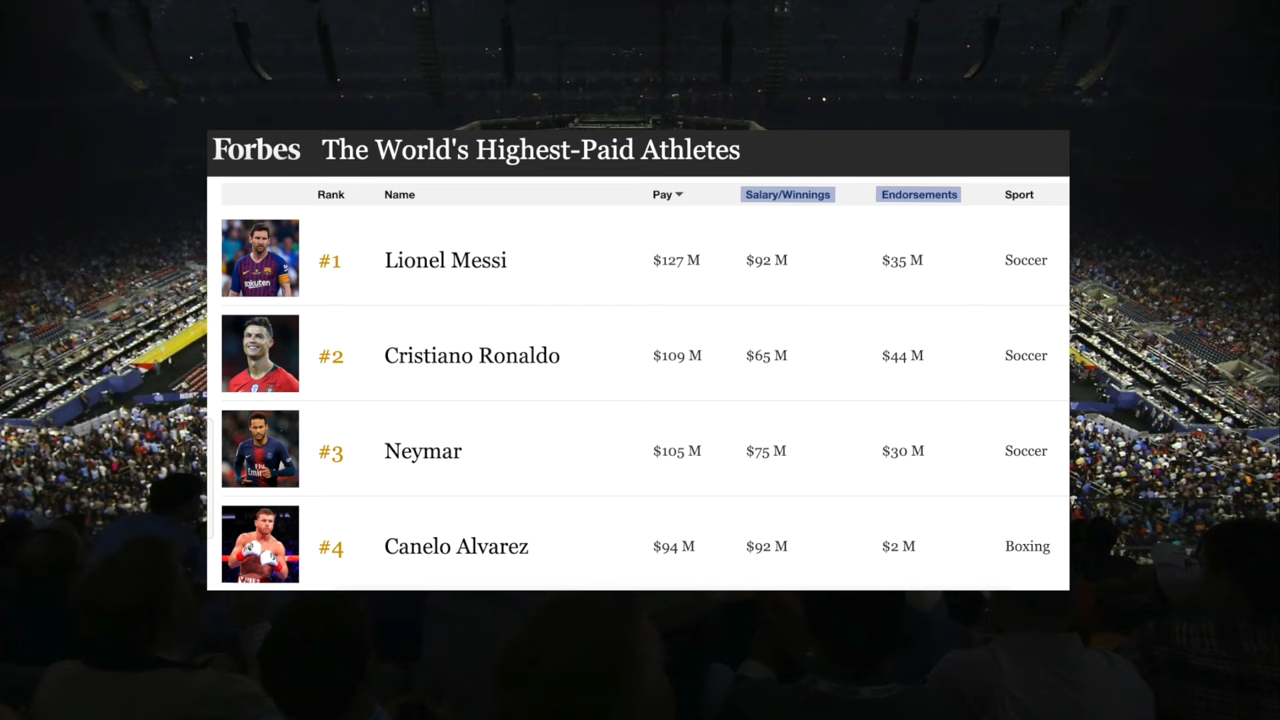 Forbes The World's Highest-Paid Athletes
Rank Name Pay Salary/Winnings Endorsements Sport
#1 Lionel Messi $127 M $92 M $35 M Soccer
#2 Cristiano Ronaldo $109 M $65 M $44 M Soccer
#3 Neymar $105 M $75 M $30 M Soccer
#4 Canelo Alvarez $94 M $92 M $2 M Boxing
Rakuten